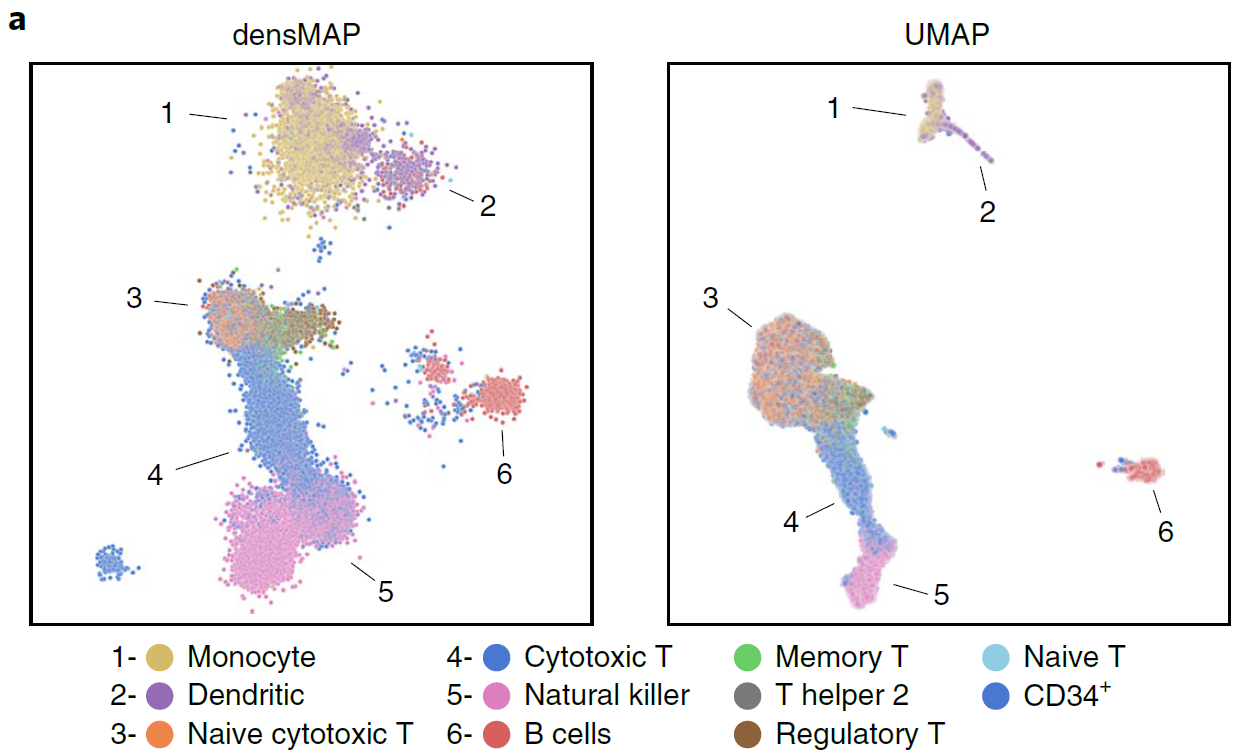 a
densMAP UMAP
1
2
3
4
5
6
1
2
3
4
5
6
1- Monocyte 4- Cytotoxic T Memory T Naive T
2- Dendritic 5- Natural killer T helper 2 CD34+
3- Naive cytotoxic T 6- B cells Regulatory T